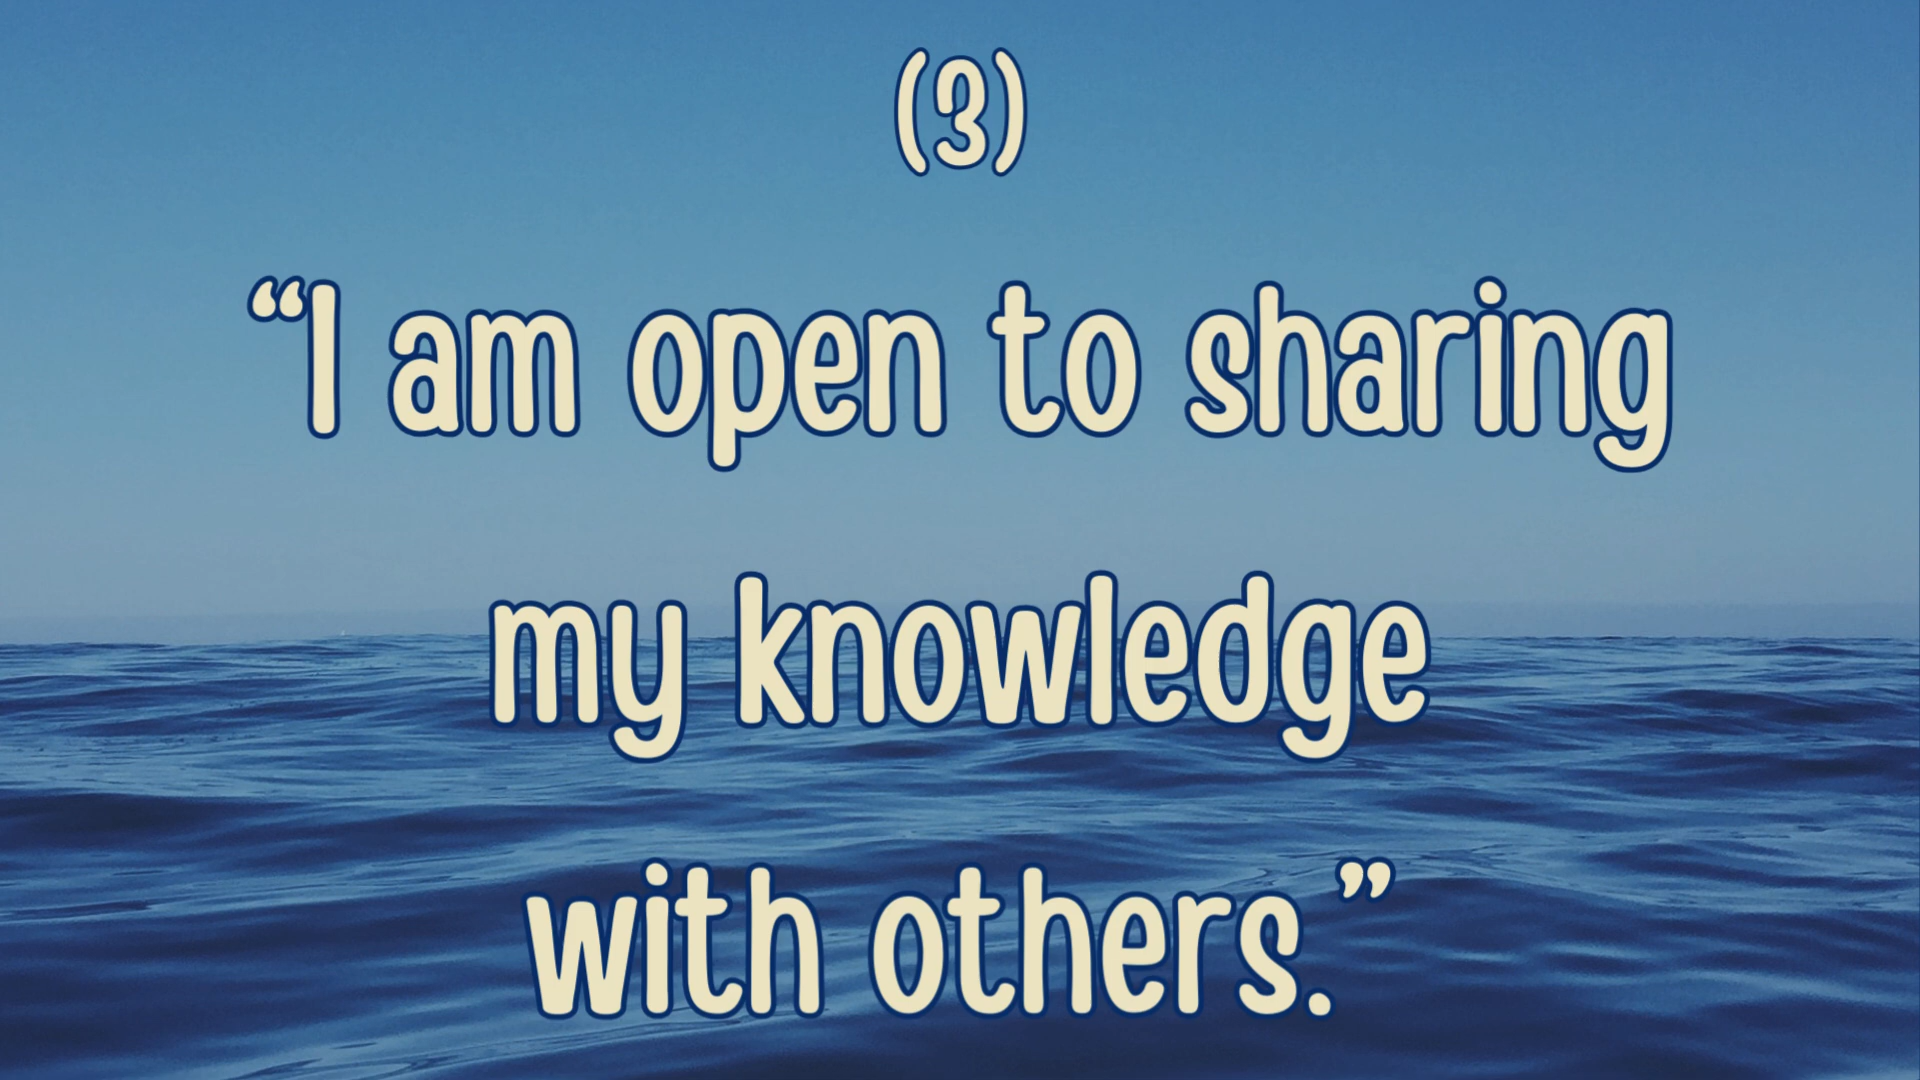 (3)
“I am open to sharing
my knowledge
with others.”